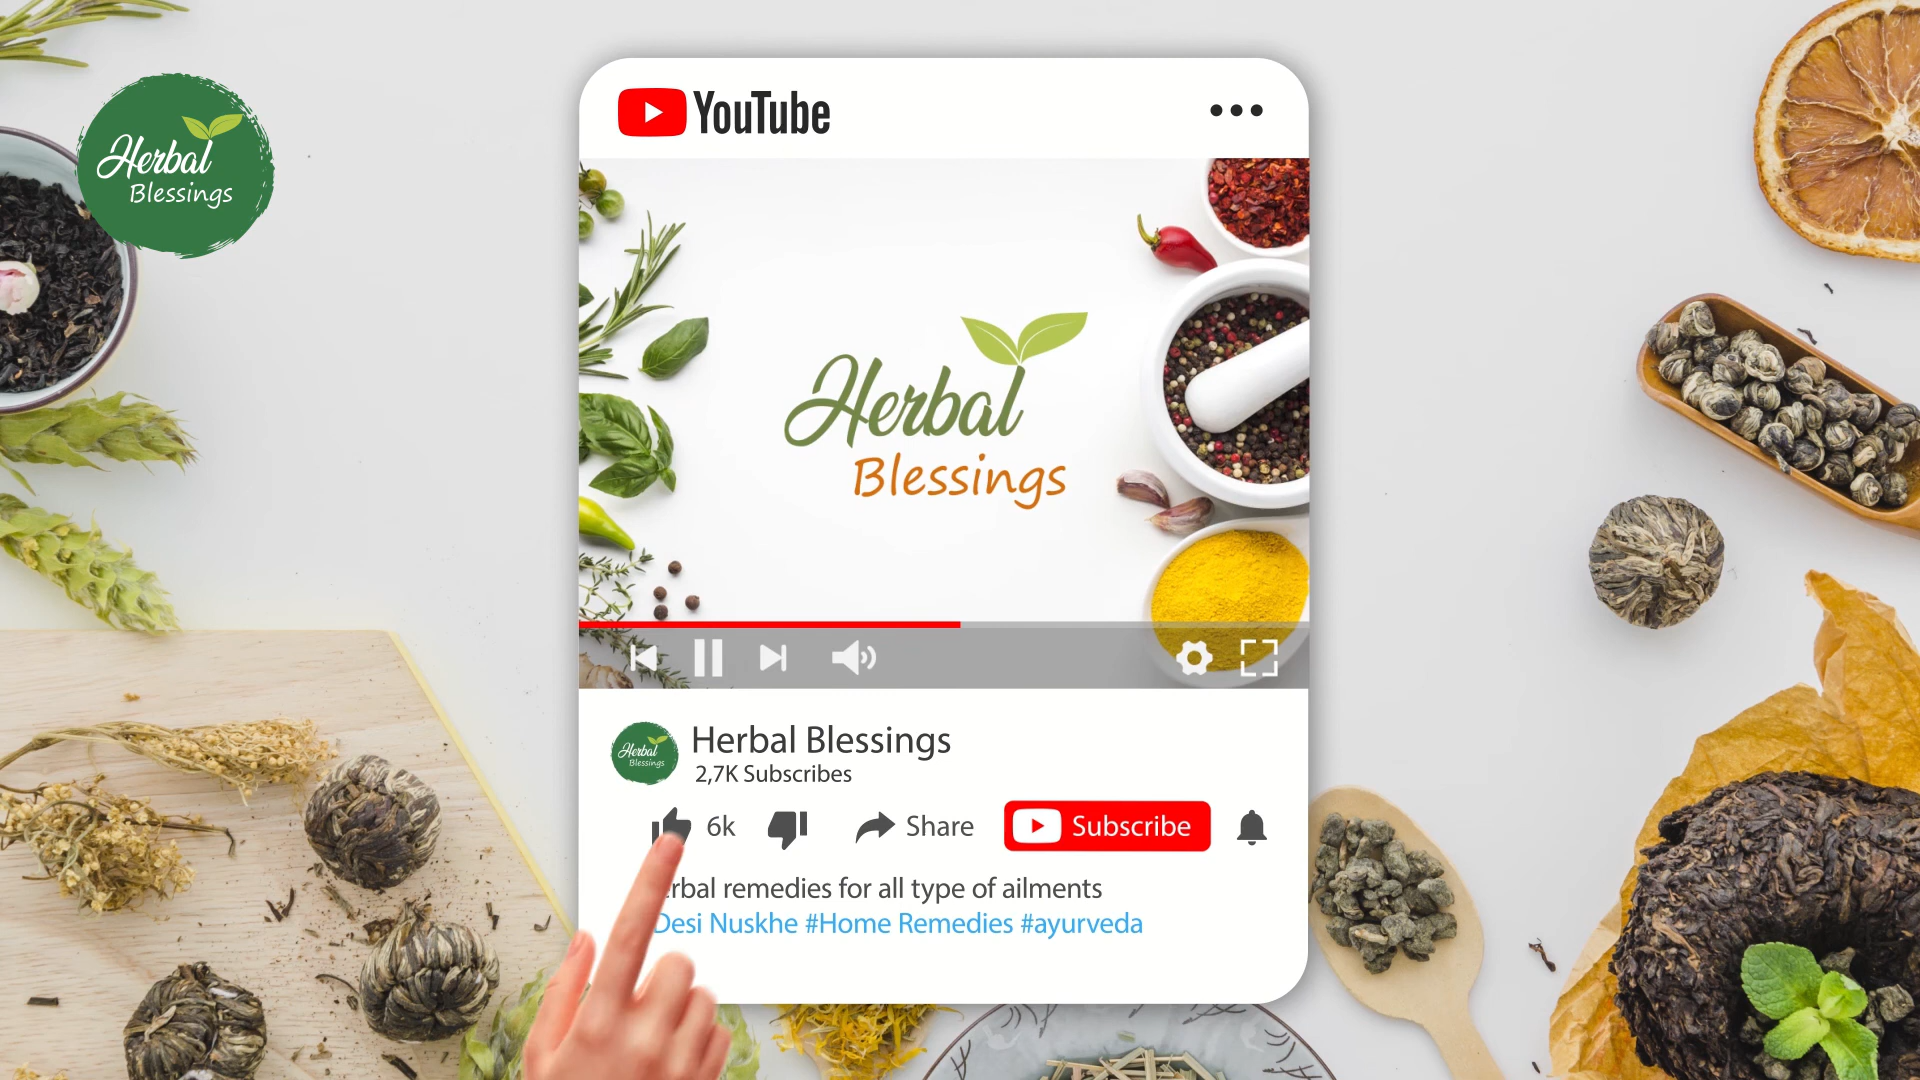 Herbal
Blessings
YouTube
Herbal
Blessings
Herbal Blessings
2,7K Subscribes
Herbal
Blessings
6k
Share
Subscribe
remedies for all type of ailments
Desi Nuskhe #Home Remedies #ayurveda